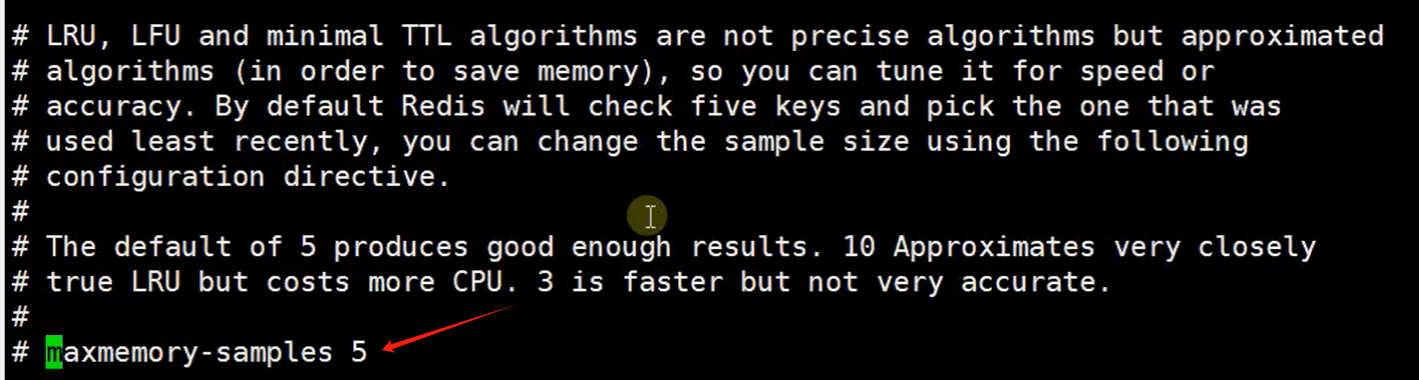 # LRU, LFU and minimal TTL algorithms are not precise algorithms but approximated
# algorithms (in order to save memory), so you can tune it for speed or
# accuracy. By default Redis will check five keys and pick the one that was
# used least recently, you can change the sample size using the following
# configuration directive.
#
# The default of 5 produces good enough results. 10 Approximates very closely
# true LRU but costs more CPU. 3 is faster but not very accurate.
#
# maxmemory-samples 5